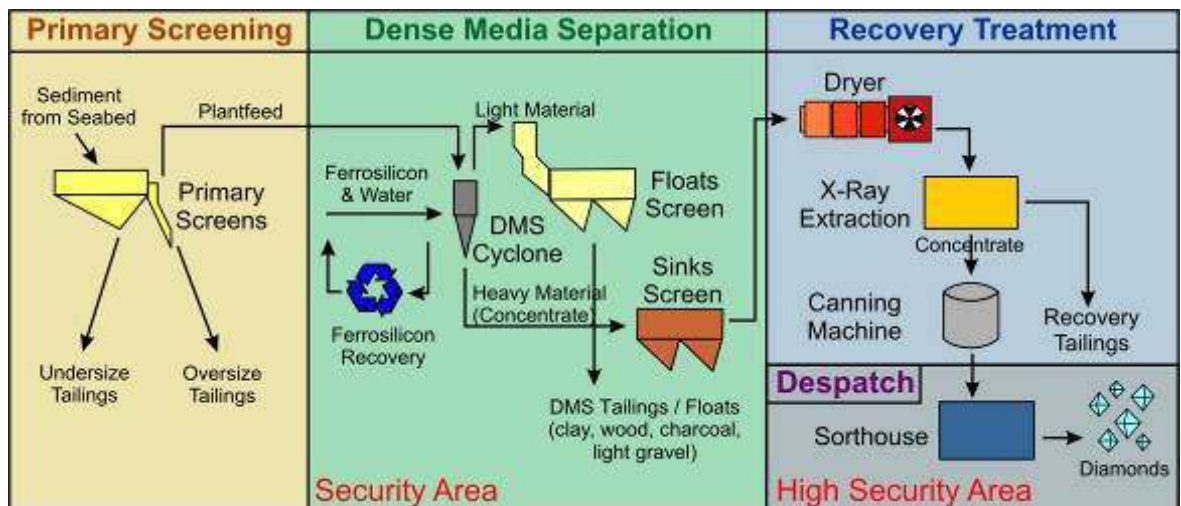 Primary Screening
Sediment
from Seabed
Plantfeed
Primary
Screens
Undersize
Tailings
Oversize
Tailings
Dense Media Separation
Light Material
Ferrosilicon
& Water
DMS
Cyclone
Floats
Screen
Ferrosilicon
Recovery
Heavy Material
(Concentrate)
Sinks
Screen
DMS Tailings / Floats
(clay, wood, charcoal,
light gravel)
Security Area
Recovery Treatment
Dryer
X-Ray
Extraction
Concentrate
Canning
Machine
Recovery
Tailings
Despatch
Sorthouse
Diamonds
High Security Area